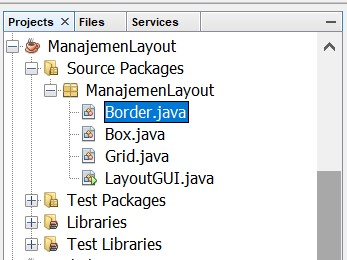 Projects Files Services
ManajemenLayout
Source Packages
ManajemenLayout
Border.java
Box.java
Grid.java
LayoutGUI.java
Test Packages
Libraries
Test Libraries